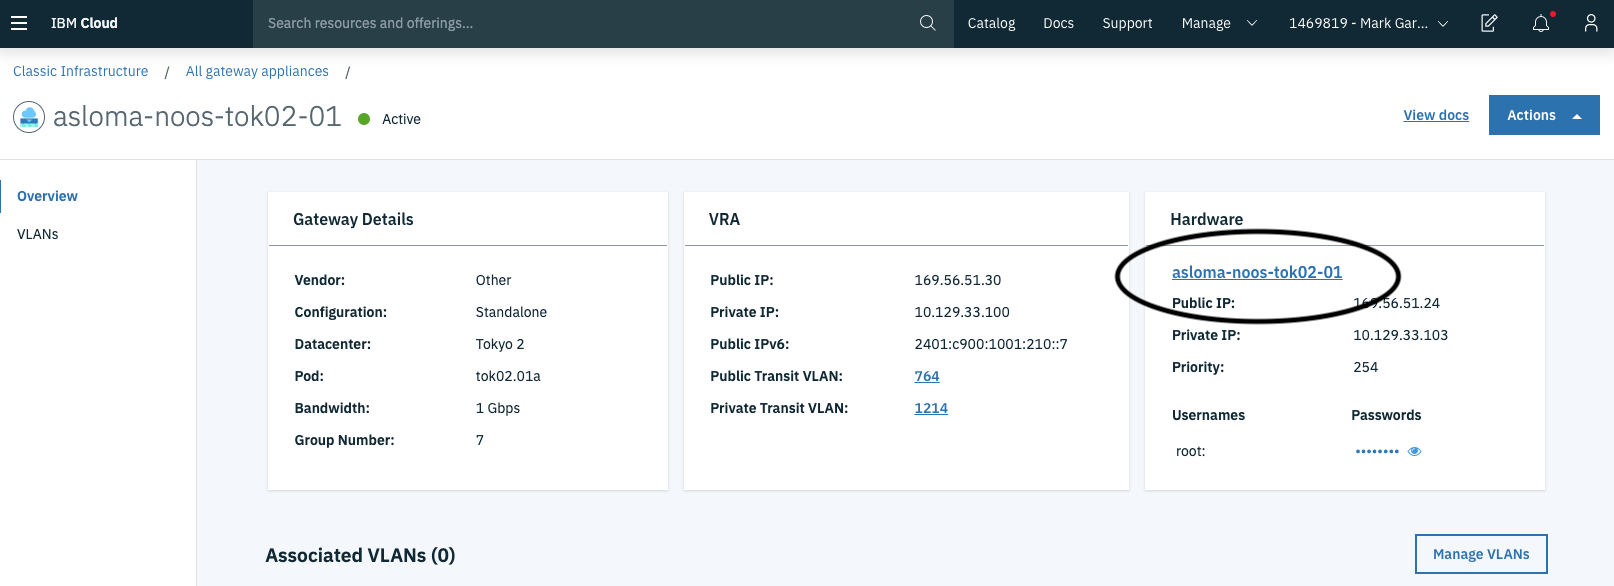 IBM Cloud
Search resources and offerings...
Catalog
Docs
Support
Manage
1469819 - Mark Gar...
Classic Infrastructure / All gateway appliances /
asloma-noos-tok02-01
Active
View docs
Actions
Overview
VLANs
Gateway Details
Vendor: Other
Configuration: Standalone
Datacenter: Tokyo 2
Pod: tok02.01a
Bandwidth: 1 Gbps
Group Number: 7
VRA
Public IP: 169.56.51.30
Private IP: 10.129.33.100
Public IPv6: 2401:c900:1001:210::7
Public Transit VLAN: 764
Private Transit VLAN: 1214
Hardware
asloma-noos-tok02-01
Public IP: 169.56.51.24
Private IP: 10.129.33.103
Priority: 254
Usernames Passwords
root: ••••••••
Associated VLANs (0)
Manage VLANs